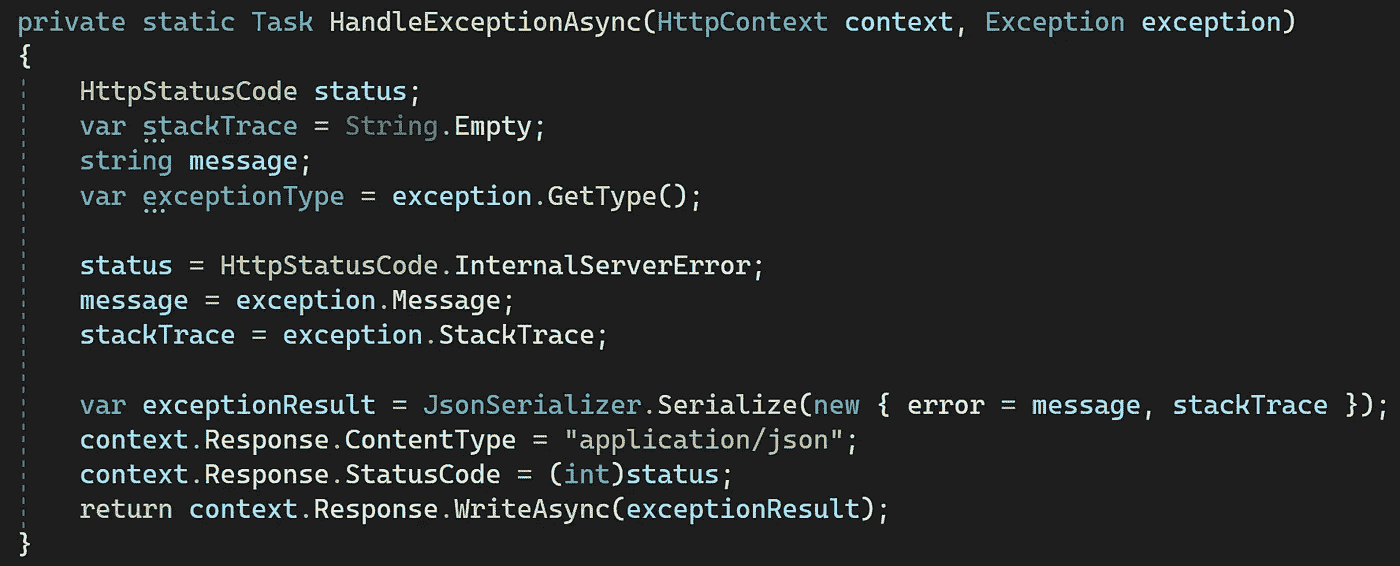 private static Task HandleExceptionAsync(HttpContext context, Exception exception)
{
    HttpStatusCode status;
    var stackTrace = String.Empty;
    string message;
    var exceptionType = exception.GetType();

    status = HttpStatusCode.InternalServerError;
    message = exception.Message;
    stackTrace = exception.StackTrace;

    var exceptionResult = JsonSerializer.Serialize(new { error = message, stackTrace });
    context.Response.ContentType = "application/json";
    context.Response.StatusCode = (int)status;
    return context.Response.WriteAsync(exceptionResult);
}